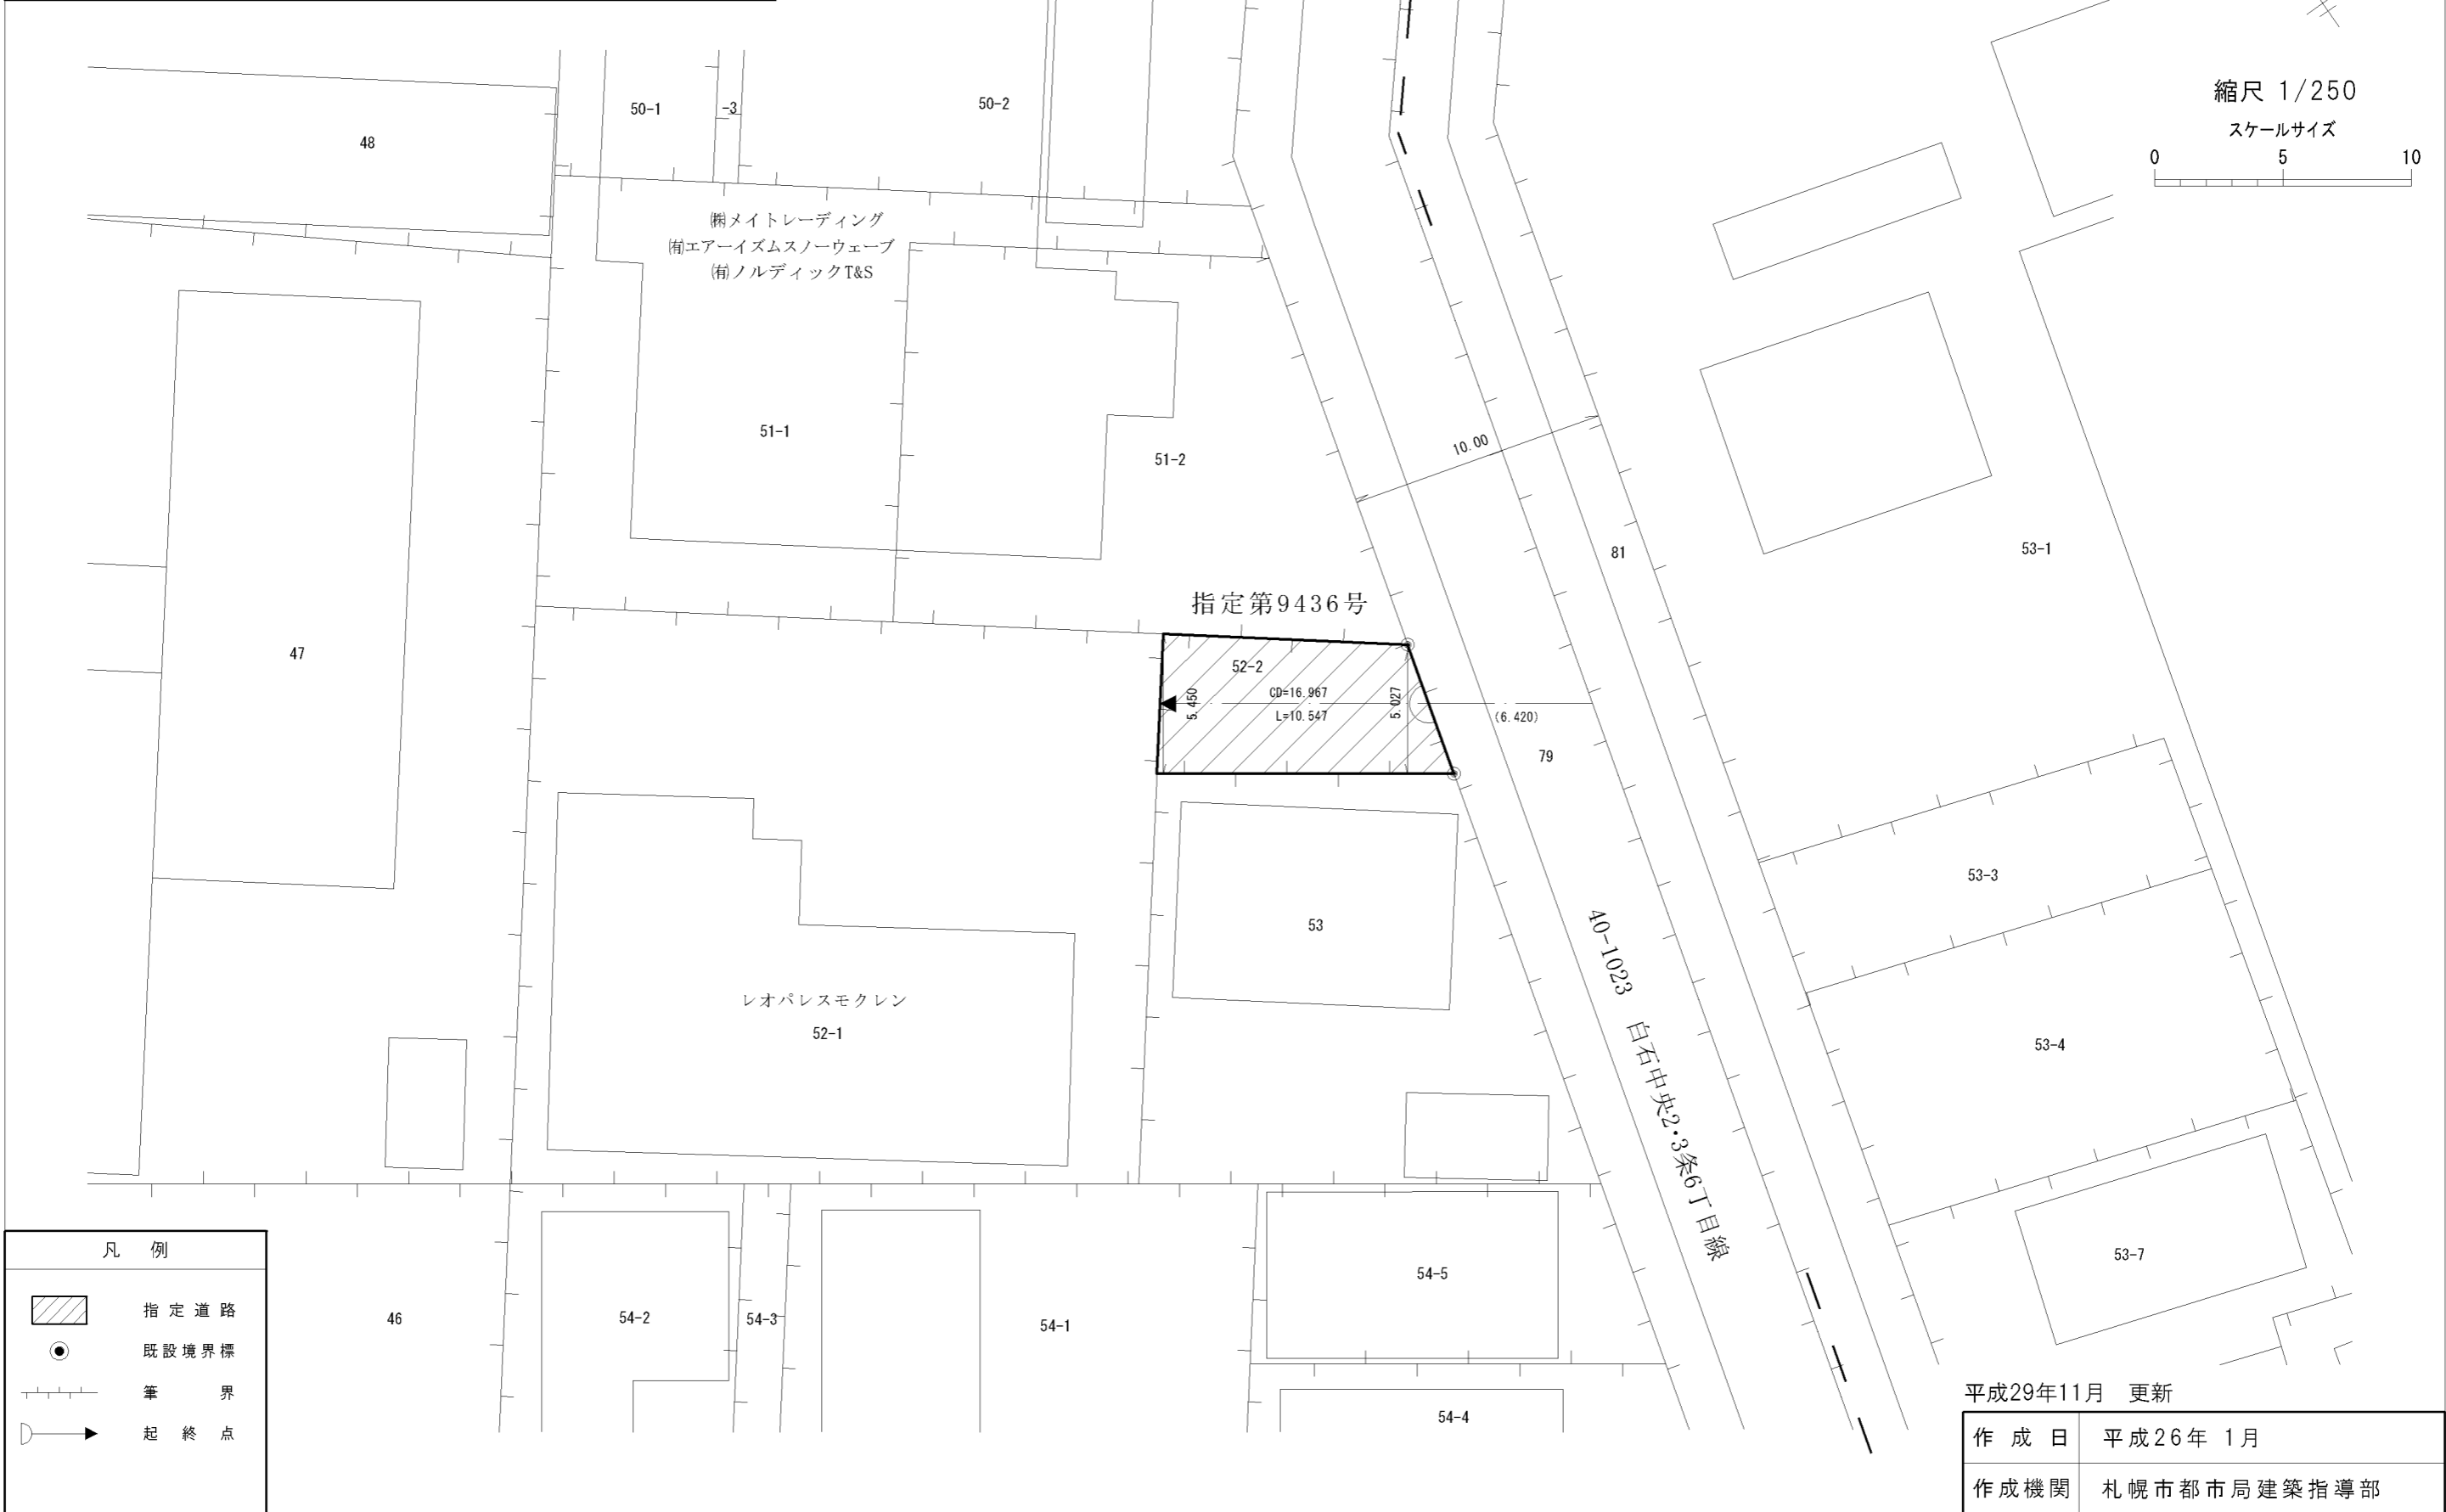 縮尺 1/250
スケールサイズ
0 5 10
48
50-1
-3
50-2
㈱メイトレーディング
㈲エアーイズムスノーウェーブ
㈲ノルディックT&S
51-1
51-2
10.00
81
53-1
指定第9436号
47
52-2
5.450
CD=16.967
L=10.547
5.027
(6.420)
79
53
53-3
53-4
40-1023 白石中央2・3条6丁目線
レオパレスモクレン
52-1
53-7
46
54-2
54-3
54-1
54-5
54-4
凡例
指定道路
既設境界標
筆界
起終点
平成29年11月 更新
作成日 平成26年 1月
作成機関 札幌市都市局建築指導部